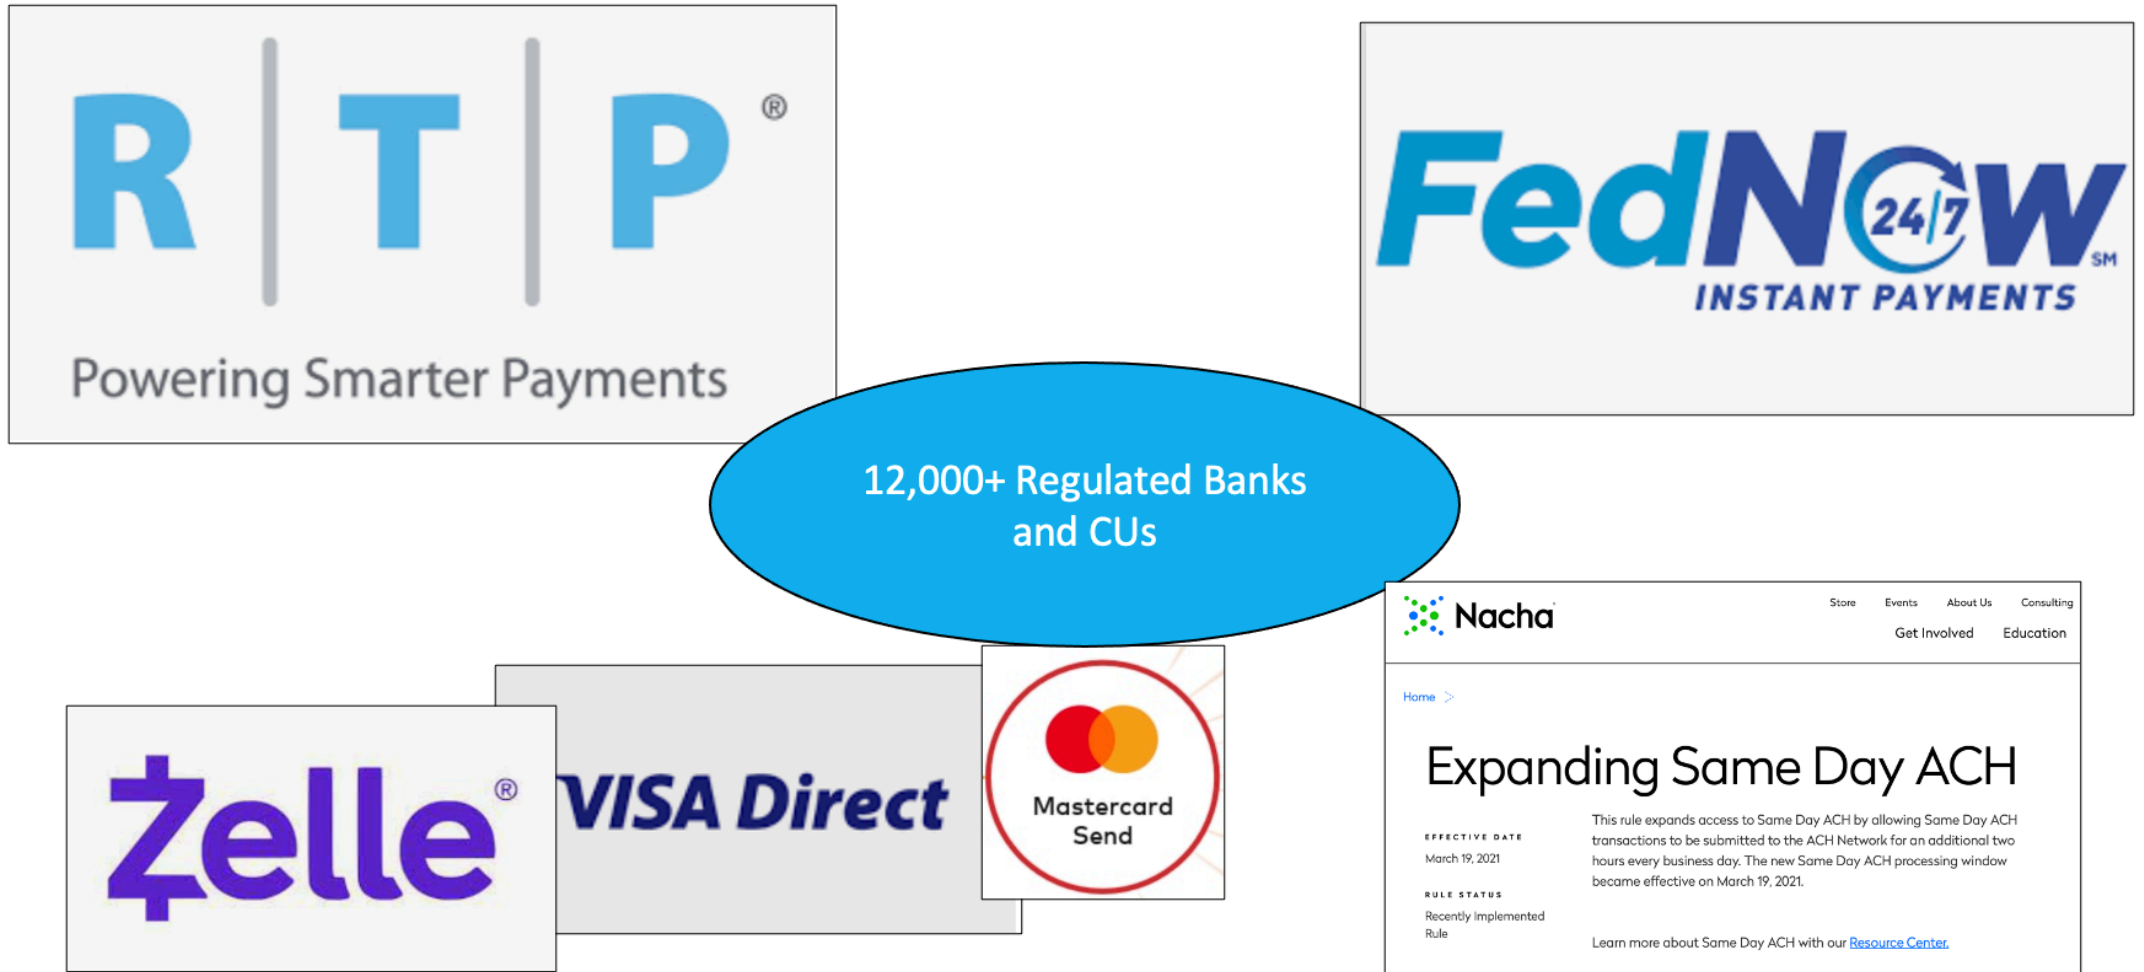 R|T|P®
Powering Smarter Payments
FedNow SM
24/7
INSTANT PAYMENTS
12,000+ Regulated Banks
and CUs
Zelle®
VISA Direct
Mastercard
Send
Nacha
Store Events About Us Consulting
Get Involved Education
Home >
Expanding Same Day ACH
EFFECTIVE DATE
March 19, 2021
RULE STATUS
Recently Implemented
Rule
This rule expands access to Same Day ACH by allowing Same Day ACH
transactions to be submitted to the ACH Network for an additional two
hours every business day. The new Same Day ACH processing window
became effective on March 19, 2021.
Learn more about Same Day ACH with our Resource Center.